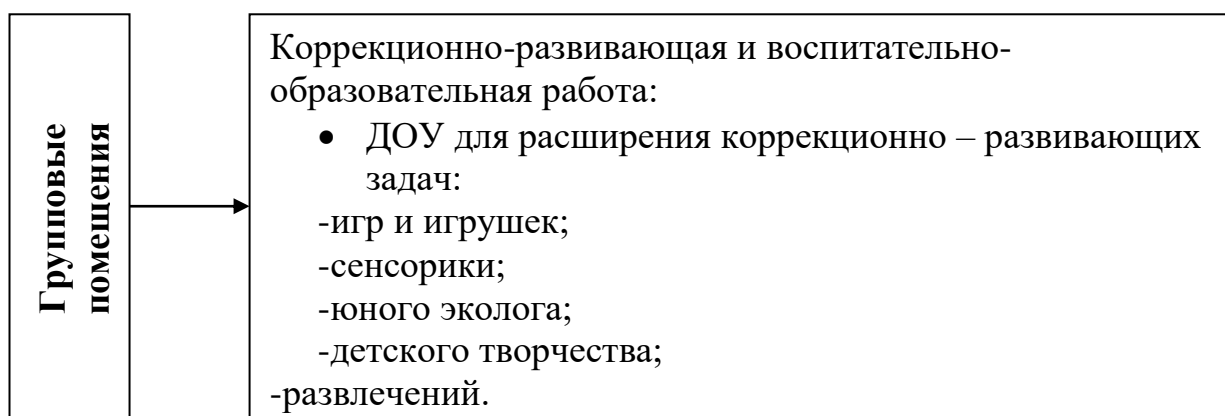 Групповые
помещения
Коррекционно-развивающая и воспитательно-
образовательная работа:
• ДОУ для расширения коррекционно – развивающих
задач:
-игр и игрушек;
-сенсорики;
-юного эколога;
-детского творчества;
-развлечений.